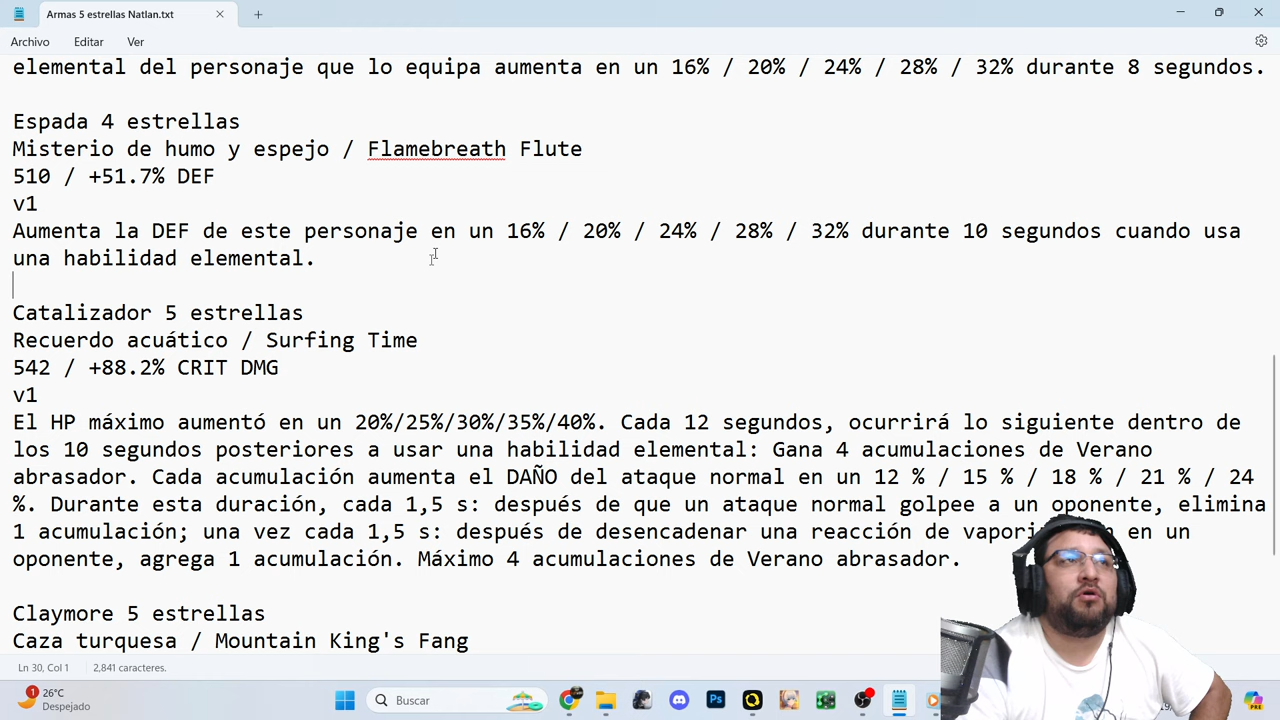 Armas 5 estrellas Natlan.txt
Archivo Editar Ver
elemental del personaje que lo equipa aumenta en un 16% / 20% / 24% / 28% / 32% durante 8 segundos.
Espada 4 estrellas
Misterio de humo y espejo / Flamebreath Flute
510 / +51.7% DEF
v1
Aumenta la DEF de este personaje en un 16% / 20% / 24% / 28% / 32% durante 10 segundos cuando usa
una habilidad elemental.
Catalizador 5 estrellas
Recuerdo acuático / Surfing Time
542 / +88.2% CRIT DMG
v1
El HP máximo aumentó en un 20%/25%/30%/35%/40%. Cada 12 segundos, ocurrirá lo siguiente dentro de
los 10 segundos posteriores a usar una habilidad elemental: Gana 4 acumulaciones de Verano
abrasador. Cada acumulación aumenta el DAÑO del ataque normal en un 12 % / 15 % / 18 % / 21 % / 24
%. Durante esta duración, cada 1,5 s: después de que un ataque normal golpee a un oponente, elimina
1 acumulación; una vez cada 1,5 s: después de desencadenar una reacción de en un
oponente, agrega 1 acumulación. Máximo 4 acumulaciones de Verano abrasador.
Claymore 5 estrellas
Caza turquesa / Mountain King's Fang
Ln 30, Col 1 2,841 caracteres.
1 26°C
Despejado
Buscar
Ps
PRE